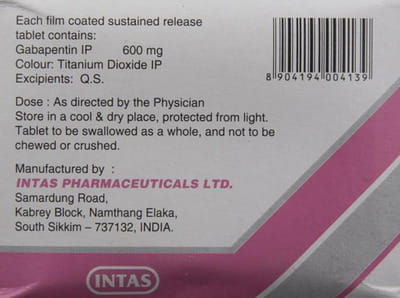 Each film coated sustained release
tablet contains:
Gabapentin IP 600 mg
Colour: Titanium Dioxide IP
Excipients: Q.S.
8904194004139
Dose : As directed by the Physician
Store in a cool & dry place, protected from light.
Tablet to be swallowed as a whole, and not to be
chewed or crushed.
Manufactured by :
INTAS PHARMACEUTICALS LTD.
Samardung Road,
Kabrey Block, Namthang Elaka,
South Sikkim – 737132, INDIA.
INTAS